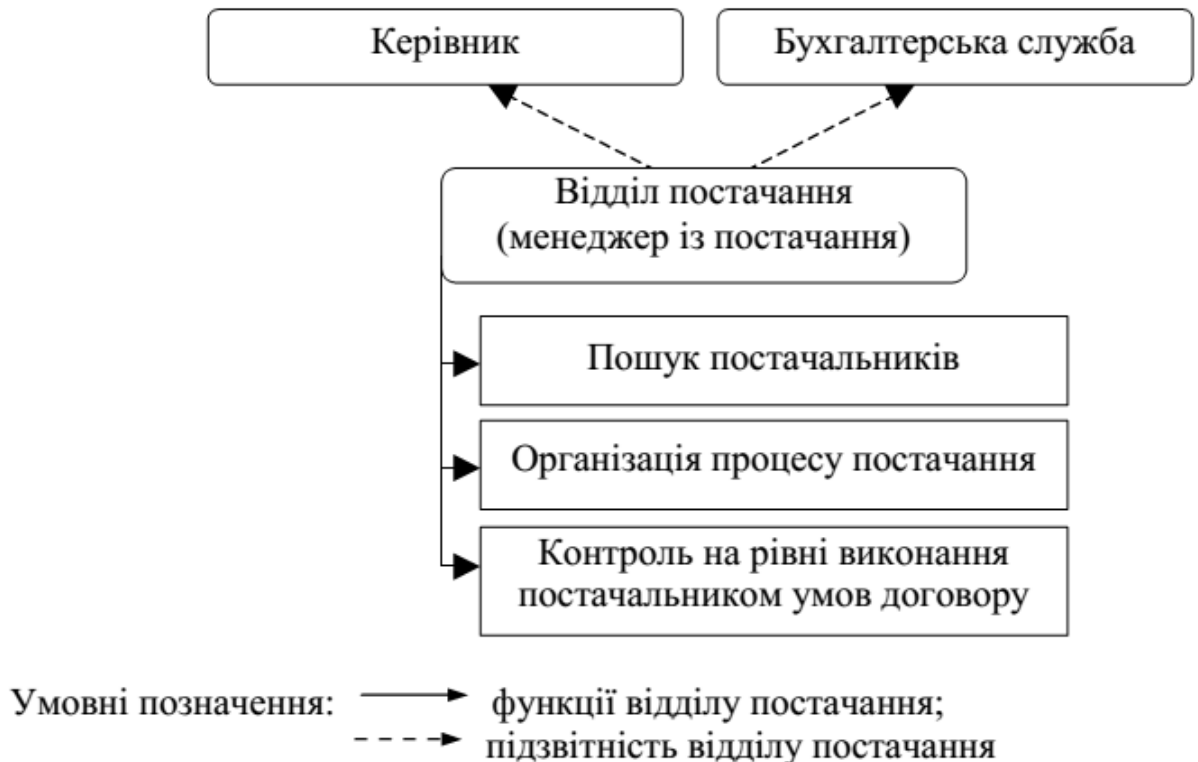 Керівник
Бухгалтерська служба
Відділ постачання
(менеджер із постачання)
Пошук постачальників
Організація процесу постачання
Контроль на рівні виконання
постачальником умов договору
Умовні позначення:
функції відділу постачання;
підзвітність відділу постачання